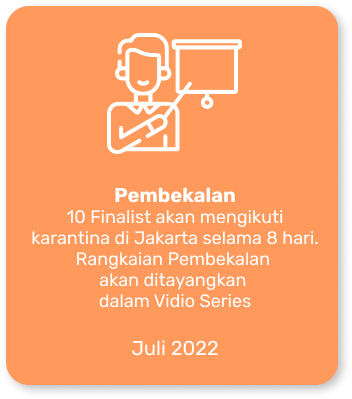 Pembekalan
10 Finalist akan mengikuti
karantina di Jakarta selama 8 hari.
Rangkaian Pembekalan
akan ditayangkan
dalam Vidio Series
Juli 2022